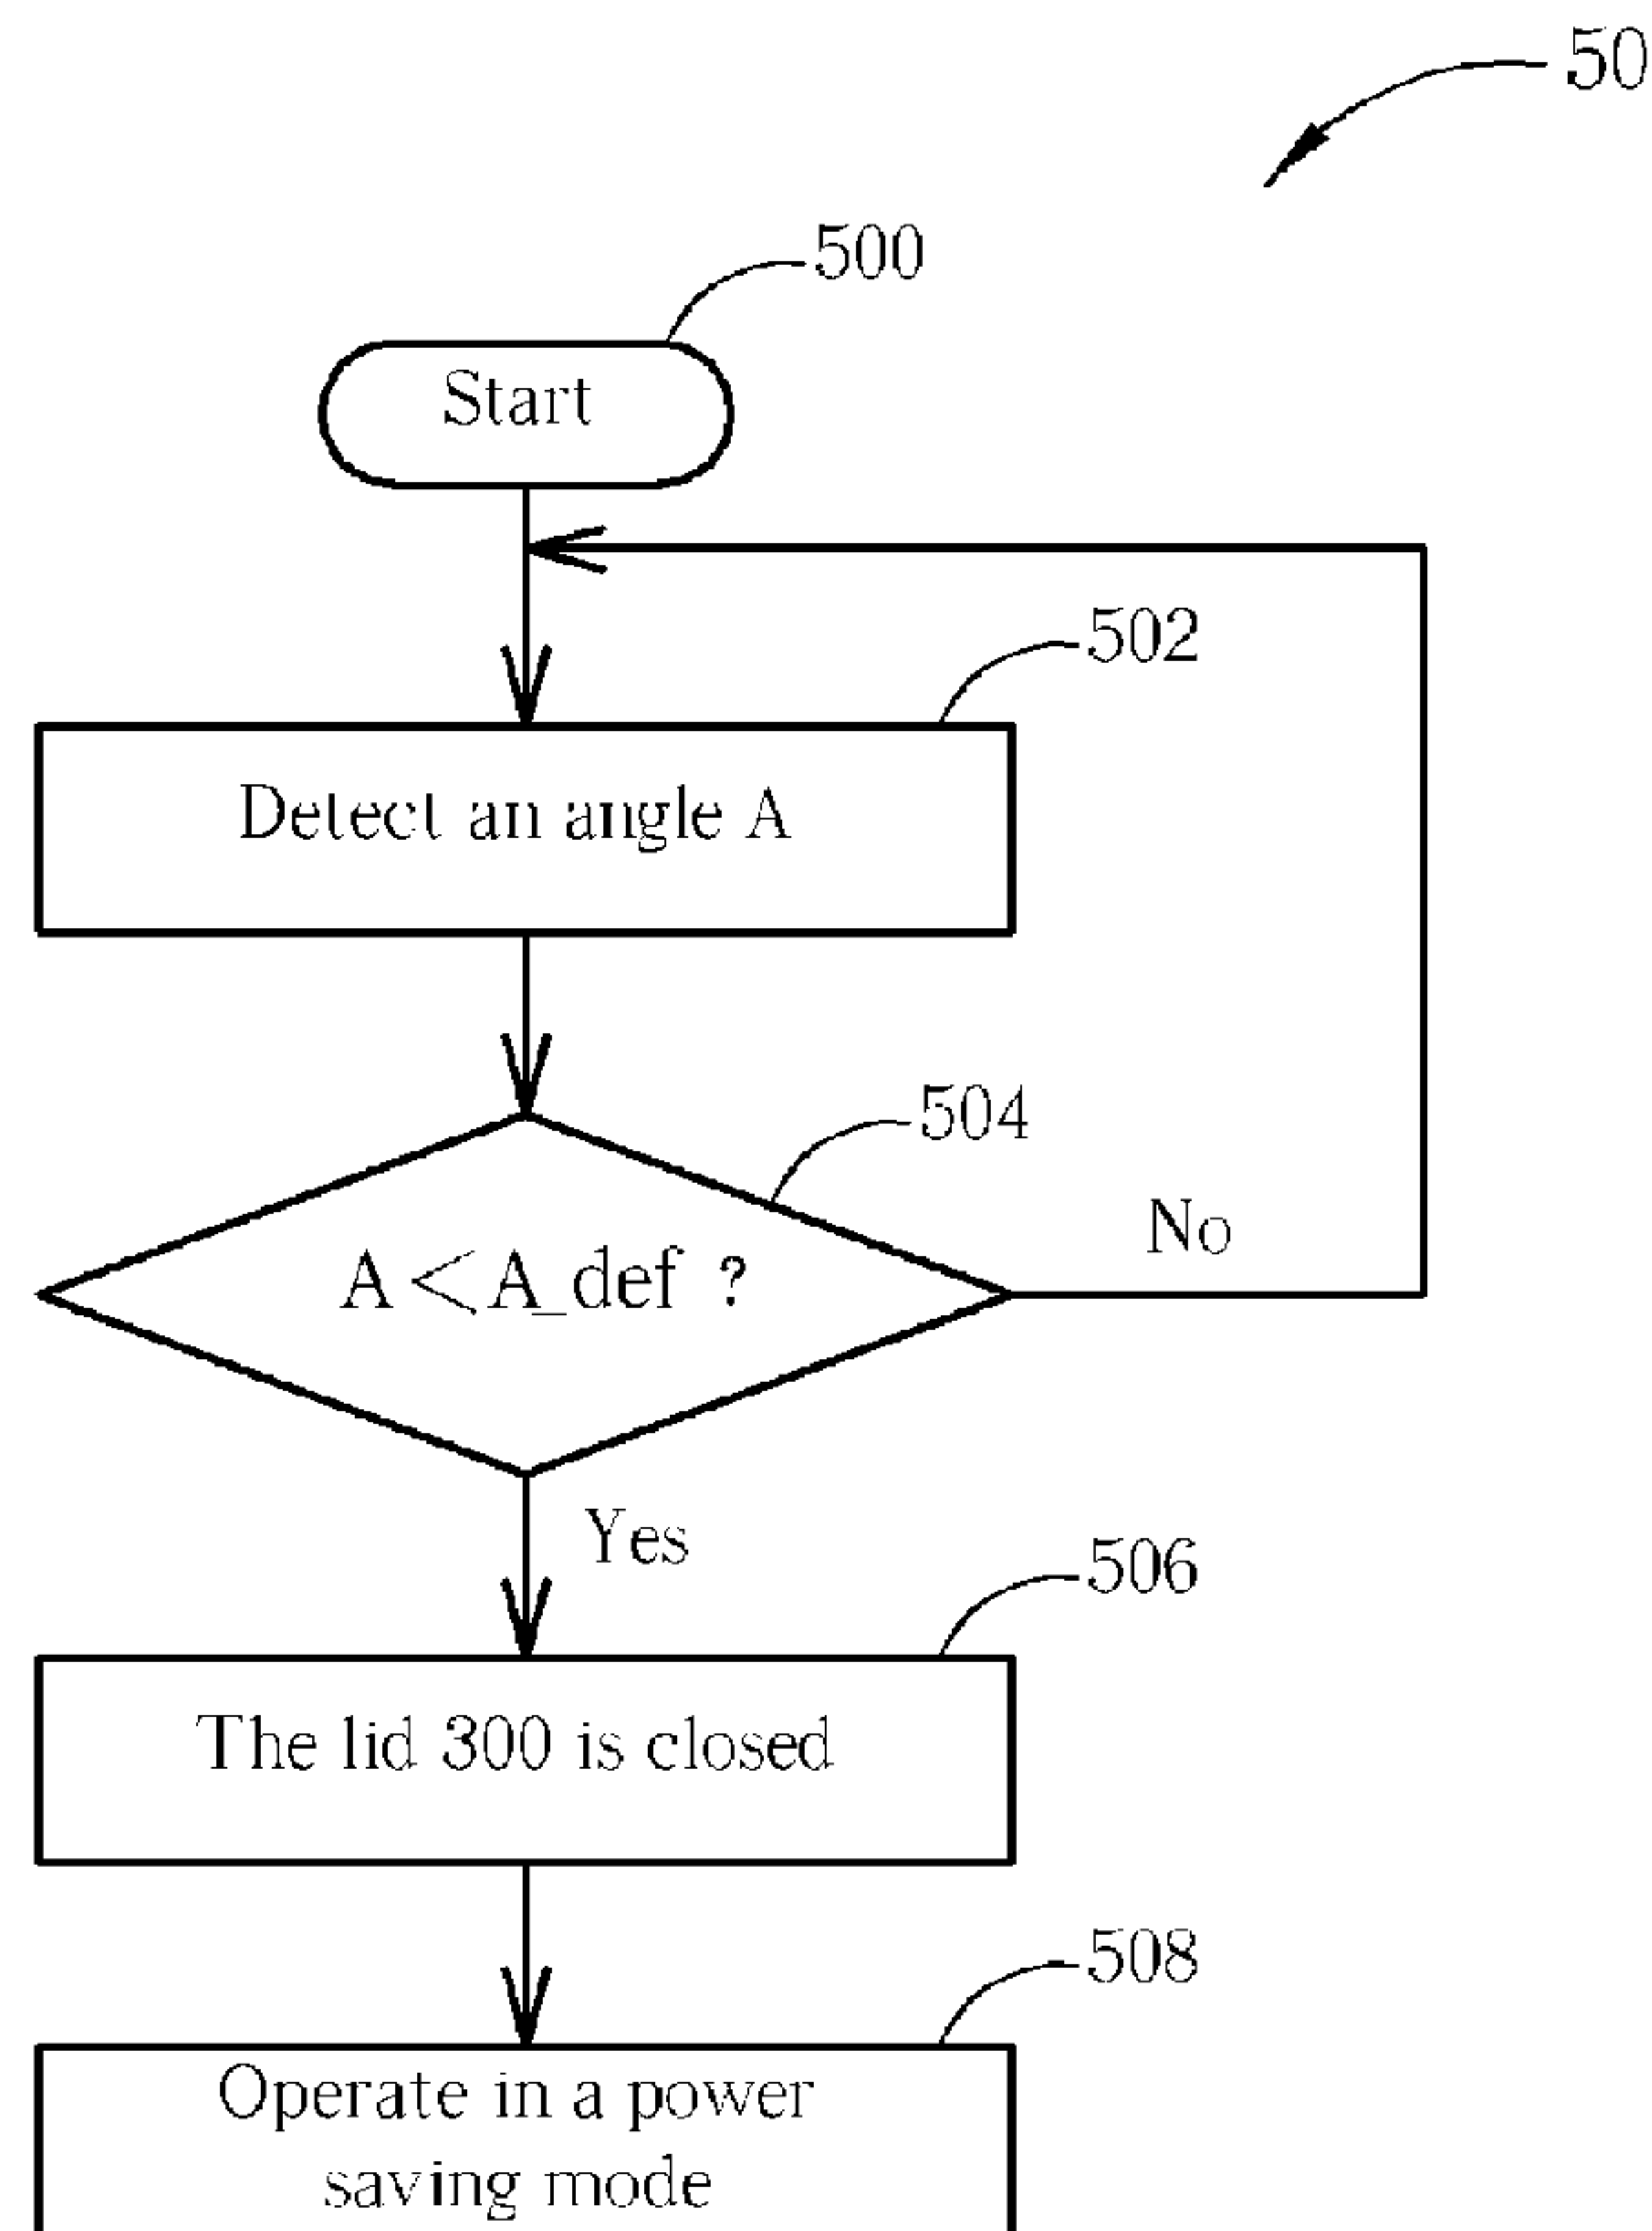 50
500
Start
502
Detect an angle A
504
A<A_def ?
No
Yes
506
The lid 300 is closed
508
Operate in a power
saving mode